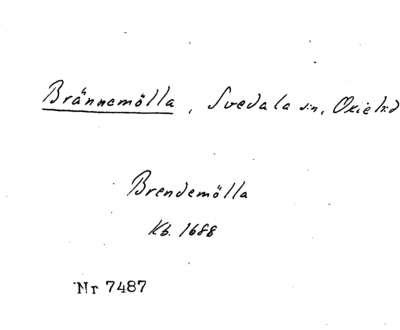 Brännemölla, Svedala sn, Oxie hd
Brendemölla
Kb. 1688
Nr 7487